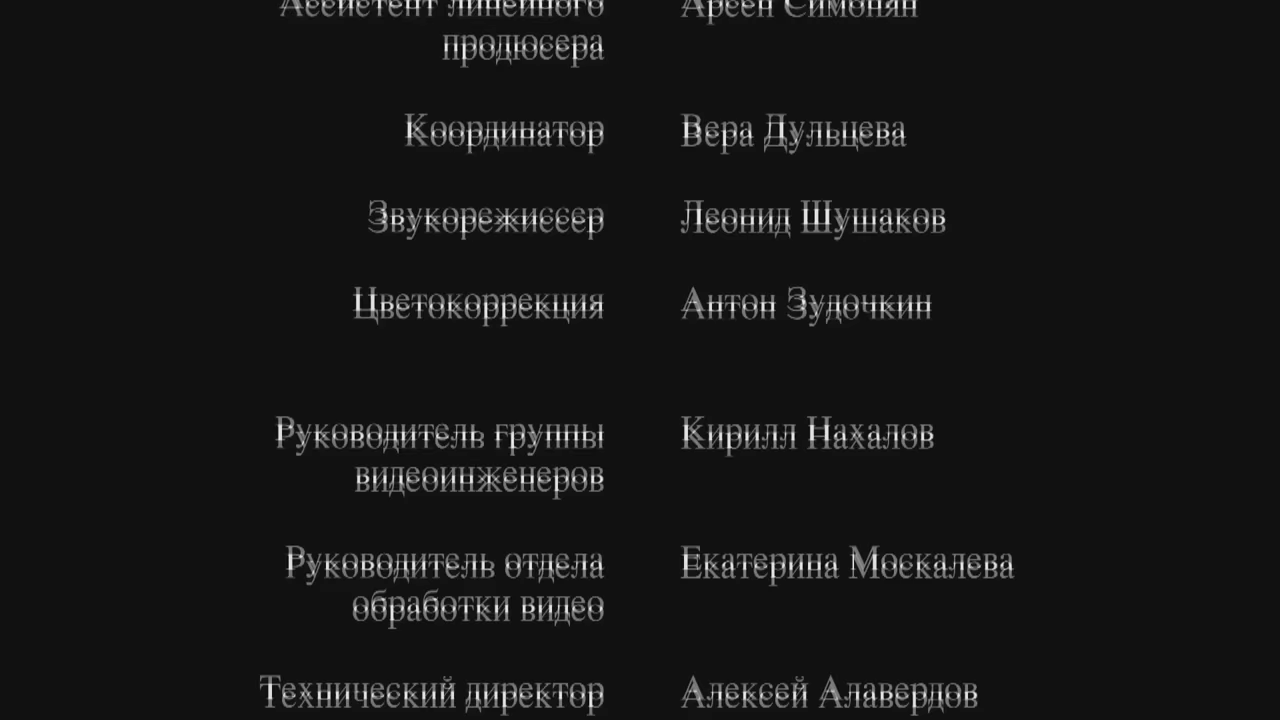 Ассистент линейного Арсен Симонян
продюсера
Координатор Вера Дульцева
Звукорежиссер Леонид Шушаков
Цветокоррекция Антон Зудочкин
Руководитель группы Кирилл Нахалов
видеоинженеров
Руководитель отдела Екатерина Москалева
обработки видео
Технический директор Алексей Алавердов